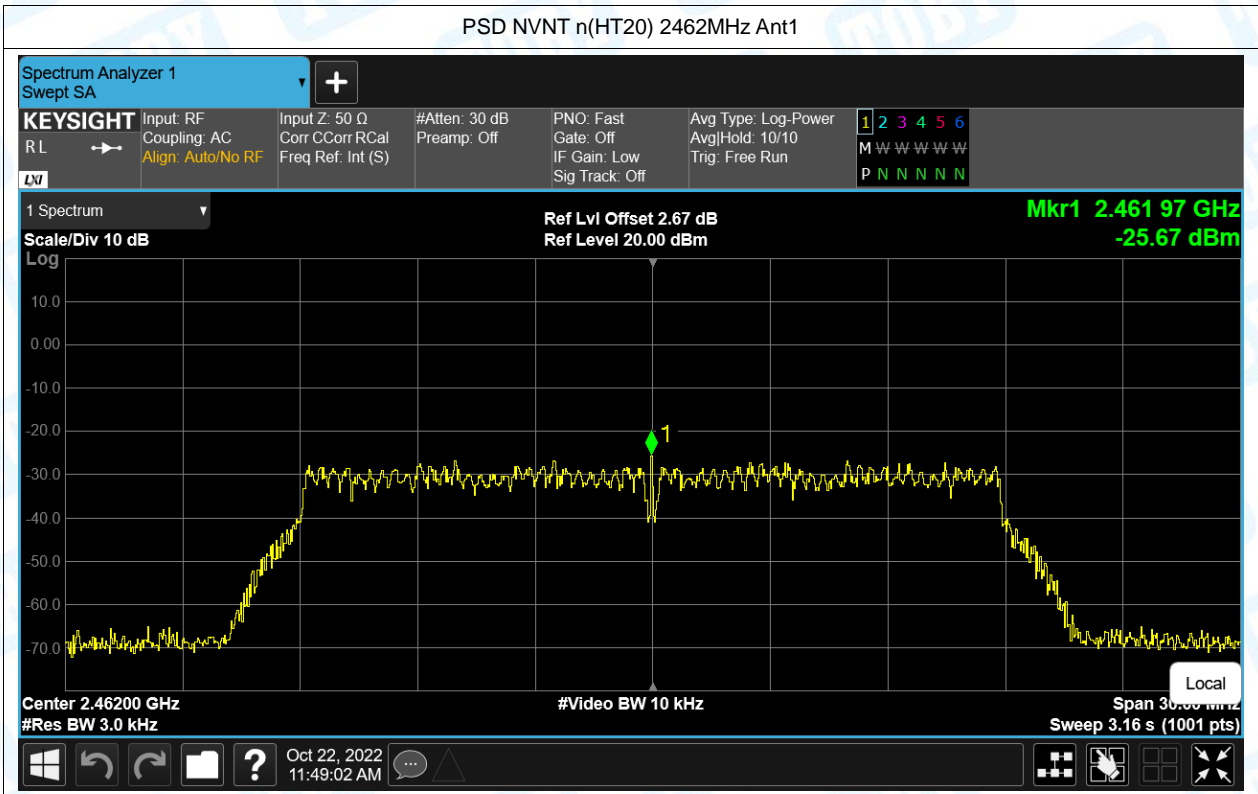 PSD NVNT n(HT20) 2462MHz Ant1
Spectrum Analyzer 1
Swept SA
KEYSIGHT
RL
LXI
Input: RF
Coupling: AC
Align: Auto/No RF
Input Z: 50 Ω
Corr CCorr RCal
Freq Ref: Int (S)
#Atten: 30 dB
Preamp: Off
PNO: Fast
Gate: Off
IF Gain: Low
Sig Track: Off
Avg Type: Log-Power
Avg|Hold: 10/10
Trig: Free Run
1 2 3 4 5 6
M W W W W W W
P N N N N N N
1 Spectrum
Scale/Div 10 dB
Ref Lvl Offset 2.67 dB
Ref Level 20.00 dBm
Mkr1 2.461 97 GHz
-25.67 dBm
Log
10.0
0.00
-10.0
-20.0
-30.0
-40.0
-50.0
-60.0
-70.0
1
Center 2.46200 GHz
#Res BW 3.0 kHz
#Video BW 10 kHz
Local
Span 30.00 MHz
Sweep 3.16 s (1001 pts)
?
Oct 22, 2022
11:49:02 AM